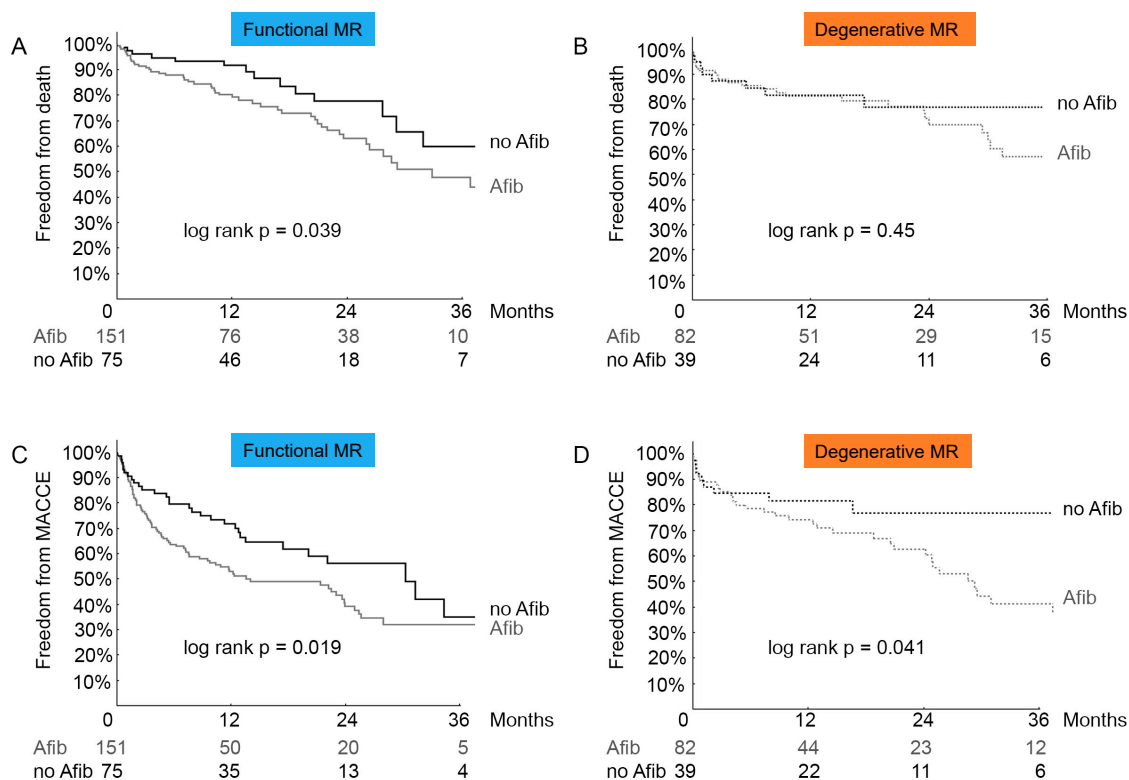 A
Functional MR
Freedom from death
100%
90%
80%
70%
60%
50%
40%
30%
20%
10%
no Afib
Afib
log rank p = 0.039
0 12 24 36 Months
Afib 151 76 38 10
no Afib 75 46 18 7
B
Degenerative MR
Freedom from death
100%
90%
80%
70%
60%
50%
40%
30%
20%
10%
no Afib
Afib
log rank p = 0.45
0 12 24 36 Months
Afib 82 51 29 15
no Afib 39 24 11 6
C
Functional MR
Freedom from MACCE
100%
90%
80%
70%
60%
50%
40%
30%
20%
10%
no Afib
Afib
log rank p = 0.019
0 12 24 36 Months
Afib 151 50 20 5
no Afib 75 35 13 4
D
Degenerative MR
Freedom from MACCE
100%
90%
80%
70%
60%
50%
40%
30%
20%
10%
no Afib
Afib
log rank p = 0.041
0 12 24 36 Months
Afib 82 44 23 12
no Afib 39 22 11 6